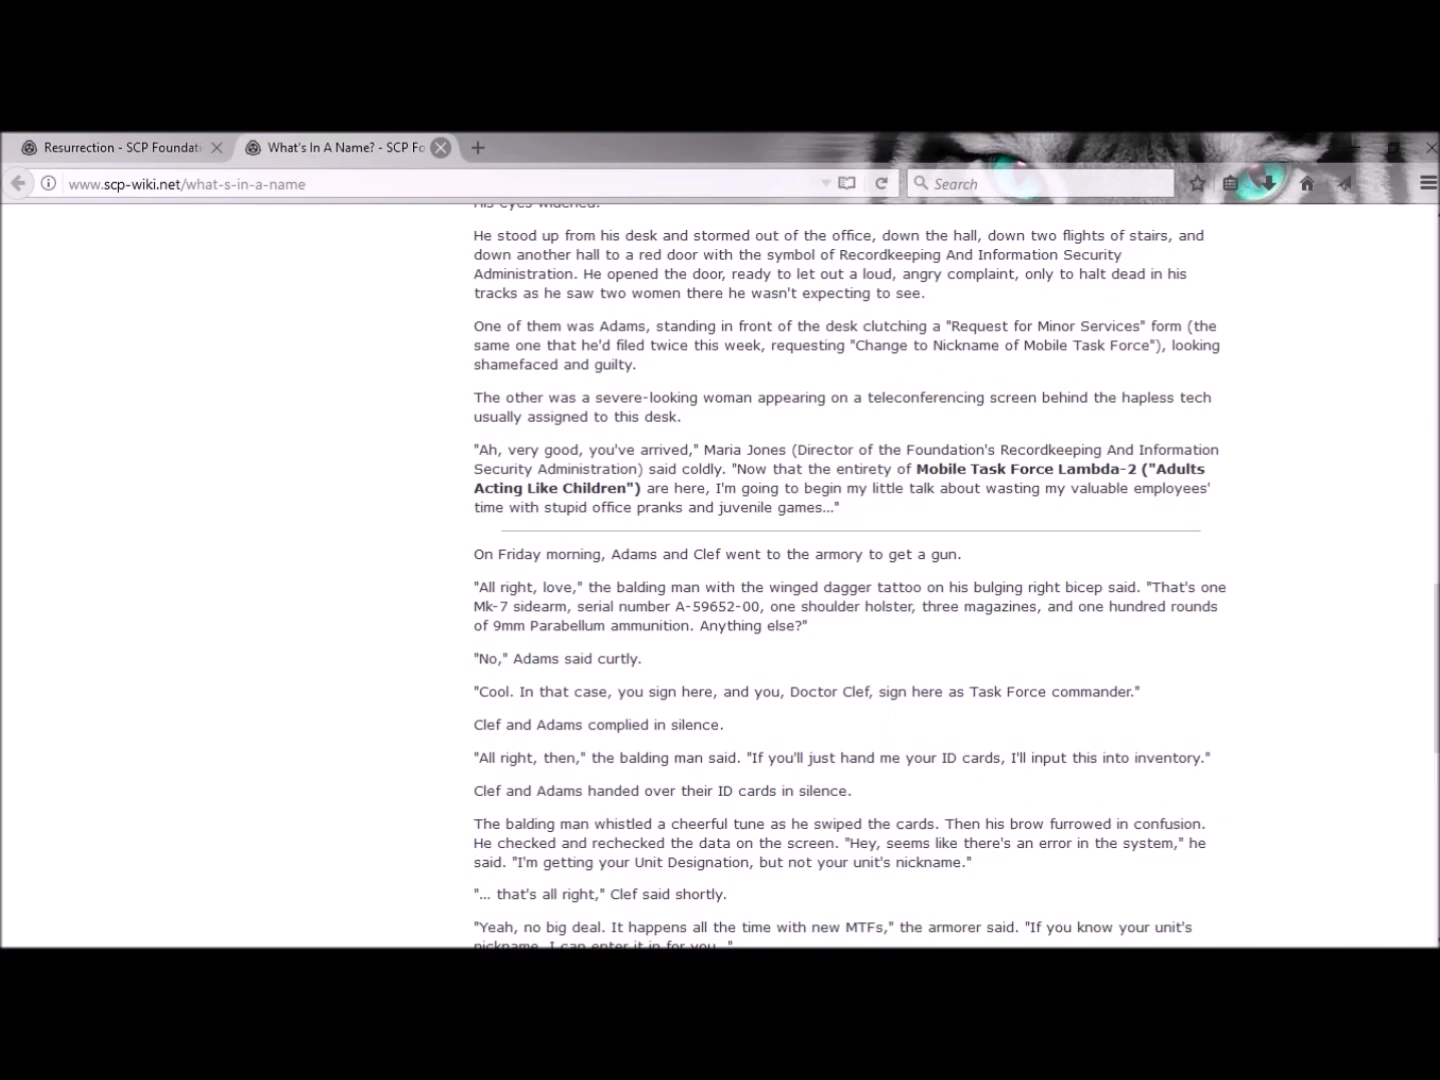 Resurrection - SCP Foundati
What's In A Name? - SCP Fo
www.scp-wiki.net/what-s-in-a-name
Search
His eyes widened.
He stood up from his desk and stormed out of the office, down the hall, down two flights of stairs, and
down another hall to a red door with the symbol of Recordkeeping And Information Security
Administration. He opened the door, ready to let out a loud, angry complaint, only to halt dead in his
tracks as he saw two women there he wasn't expecting to see.
One of them was Adams, standing in front of the desk clutching a "Request for Minor Services" form (the
same one that he'd filed twice this week, requesting "Change to Nickname of Mobile Task Force"), looking
shamefaced and guilty.
The other was a severe-looking woman appearing on a teleconferencing screen behind the hapless tech
usually assigned to this desk.
"Ah, very good, you've arrived," Maria Jones (Director of the Foundation's Recordkeeping And Information
Security Administration) said coldly. "Now that the entirety of Mobile Task Force Lambda-2 ("Adults
Acting Like Children") are here, I'm going to begin my little talk about wasting my valuable employees'
time with stupid office pranks and juvenile games..."
On Friday morning, Adams and Clef went to the armory to get a gun.
"All right, love," the balding man with the winged dagger tattoo on his bulging right bicep said. "That's one
Mk-7 sidearm, serial number A-59652-00, one shoulder holster, three magazines, and one hundred rounds
of 9mm Parabellum ammunition. Anything else?"
"No," Adams said curtly.
"Cool. In that case, you sign here, and you, Doctor Clef, sign here as Task Force commander."
Clef and Adams complied in silence.
"All right, then," the balding man said. "If you'll just hand me your ID cards, I'll input this into inventory."
Clef and Adams handed over their ID cards in silence.
The balding man whistled a cheerful tune as he swiped the cards. Then his brow furrowed in confusion.
He checked and rechecked the data on the screen. "Hey, seems like there's an error in the system," he
said. "I'm getting your Unit Designation, but not your unit's nickname."
"... that's all right," Clef said shortly.
"Yeah, no big deal. It happens all the time with new MTFs," the armorer said. "If you know your unit's
nickname, I can enter it in for you..."